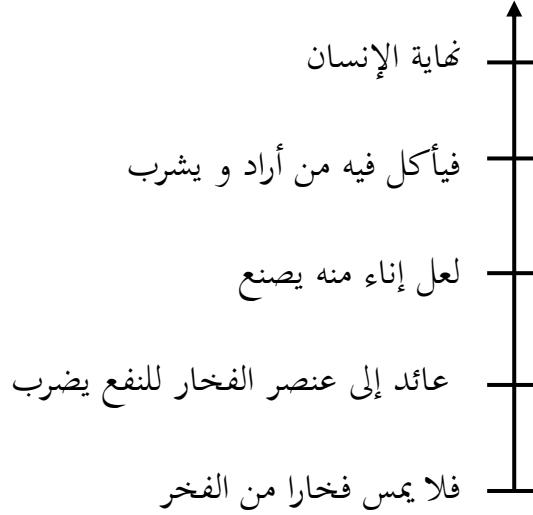 نهاية الإنسان
فيأكل فيه من أراد و يشرب
لعل إناء منه يصنع
عائد إلى عنصر الفخار للنفع يضرب
فلا يمس فخارا من الفخر